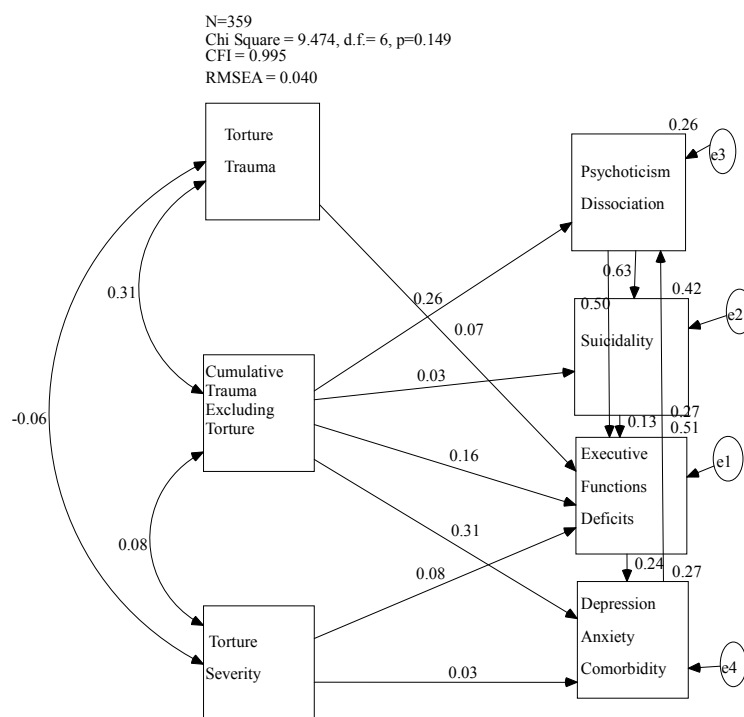 N=359
Chi Square = 9.474, d.f.= 6, p=0.149
CFI = 0.995
RMSEA = 0.040
Torture
Trauma
0.26
e3
Psychoticism
Dissociation
0.31
0.26
0.07
0.63
0.50
0.42
e2
Suicidality
Cumulative
Trauma
Excluding
Torture
0.03
-0.06
0.13
0.27
0.51
Executive
Functions
Deficits
e1
0.16
0.31
0.08
0.08
0.24
0.27
Depression
Anxiety
Comorbidity
e4
Torture
Severity
0.03